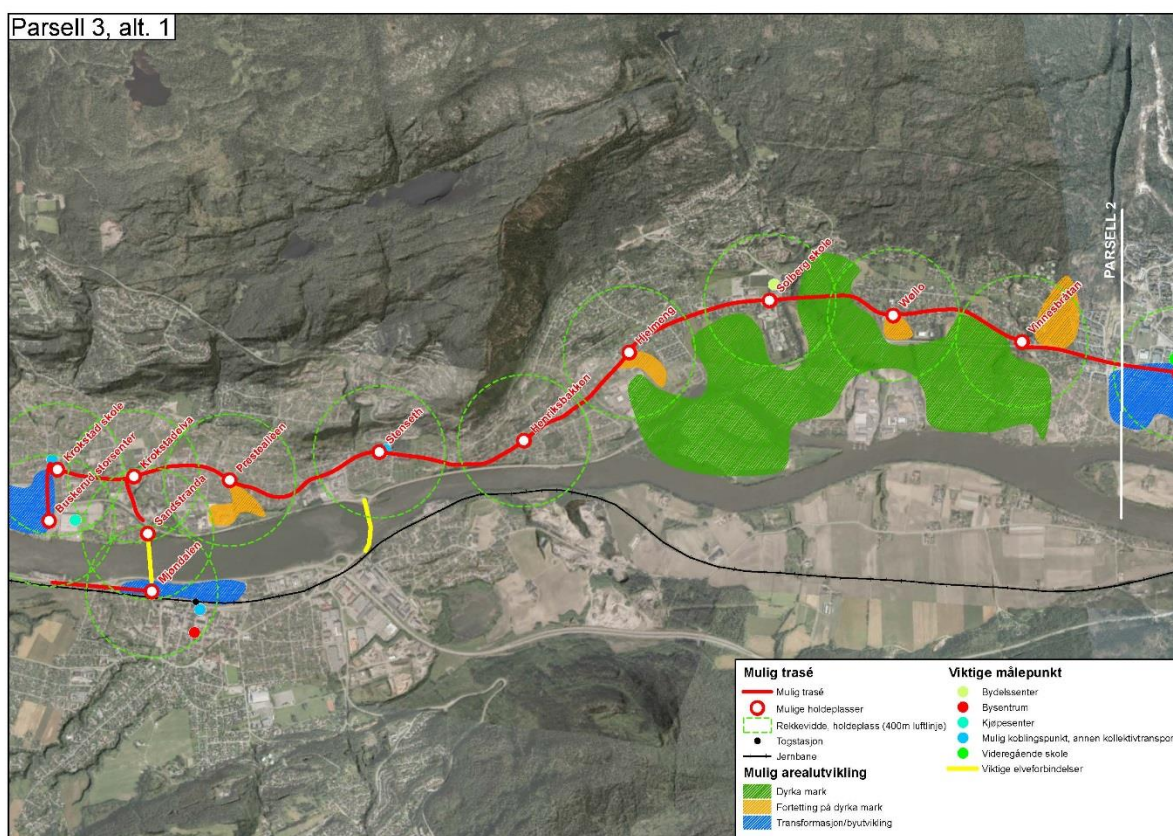 Parsell 3, alt. 1
PARSELL 2
Solberg skole
Wøllo
Vinnesbråtan
Hjelmeng
Henriksbakken
Stenseth
Prestealleen
Krokstadelva
Krokstad skole
Buskerud storsenter
Sandstranda
Mjøndalen
Mulig trasé
Mulig trasé
Mulige holdeplasser
Rekkevidde, holdeplass (400m luftlinje)
Togstasjon
Jernbane
Mulig arealutvikling
Dyrka mark
Fortetting på dyrka mark
Transformasjon/byutvikling
Viktige målepunkt
Bydelssenter
Bysentrum
Kjøpesenter
Mulig koblingspunkt, annen kollektivtranspor
Videregående skole
Viktige elveforbindelser